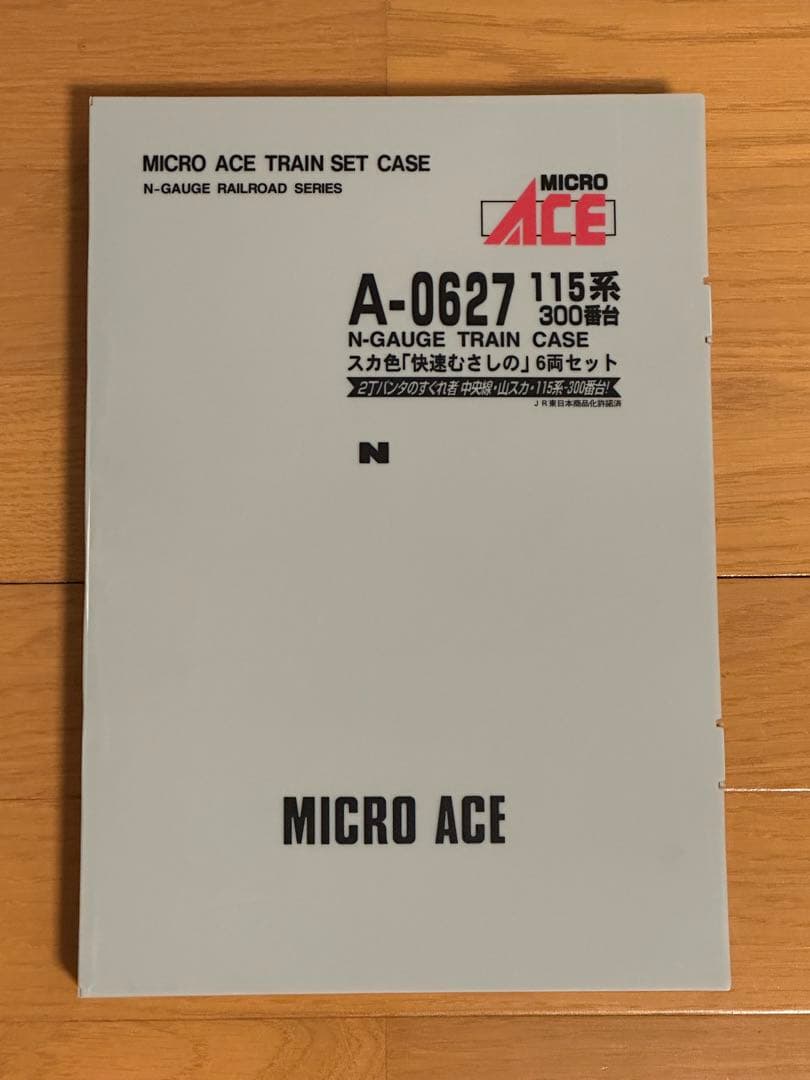 MICRO ACE TRAIN SET CASE
N-GAUGE RAILROAD SERIES
MICRO
ACE
A-0627 115系
300番台
N-GAUGE TRAIN CASE
スカ色「快速むさしの」6両セット
2丁パンタのすぐれ者 中央線・山スカ・115系-300番台!
JR東日本商品化許諾済
N
MICRO ACE